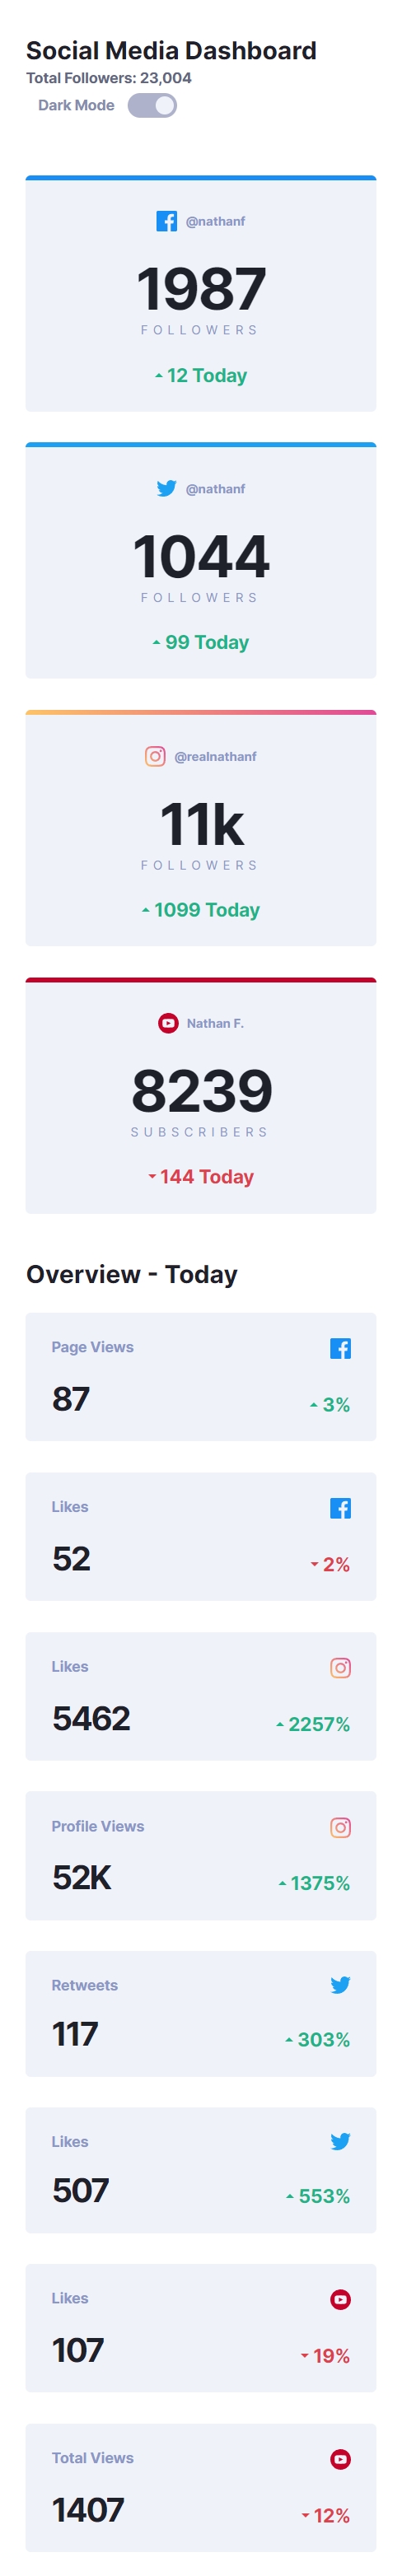 Social Media Dashboard
Total Followers: 23,004
Dark Mode
@nathanf
1987
FOLLOWERS
12 Today
@nathanf
1044
FOLLOWERS
99 Today
@realnathanf
11k
FOLLOWERS
1099 Today
Nathan F.
8239
SUBSCRIBERS
144 Today
Overview - Today
Page Views
87
3%
Likes
52
2%
Likes
5462
2257%
Profile Views
52K
1375%
Retweets
117
303%
Likes
507
553%
Likes
107
19%
Total Views
1407
12%